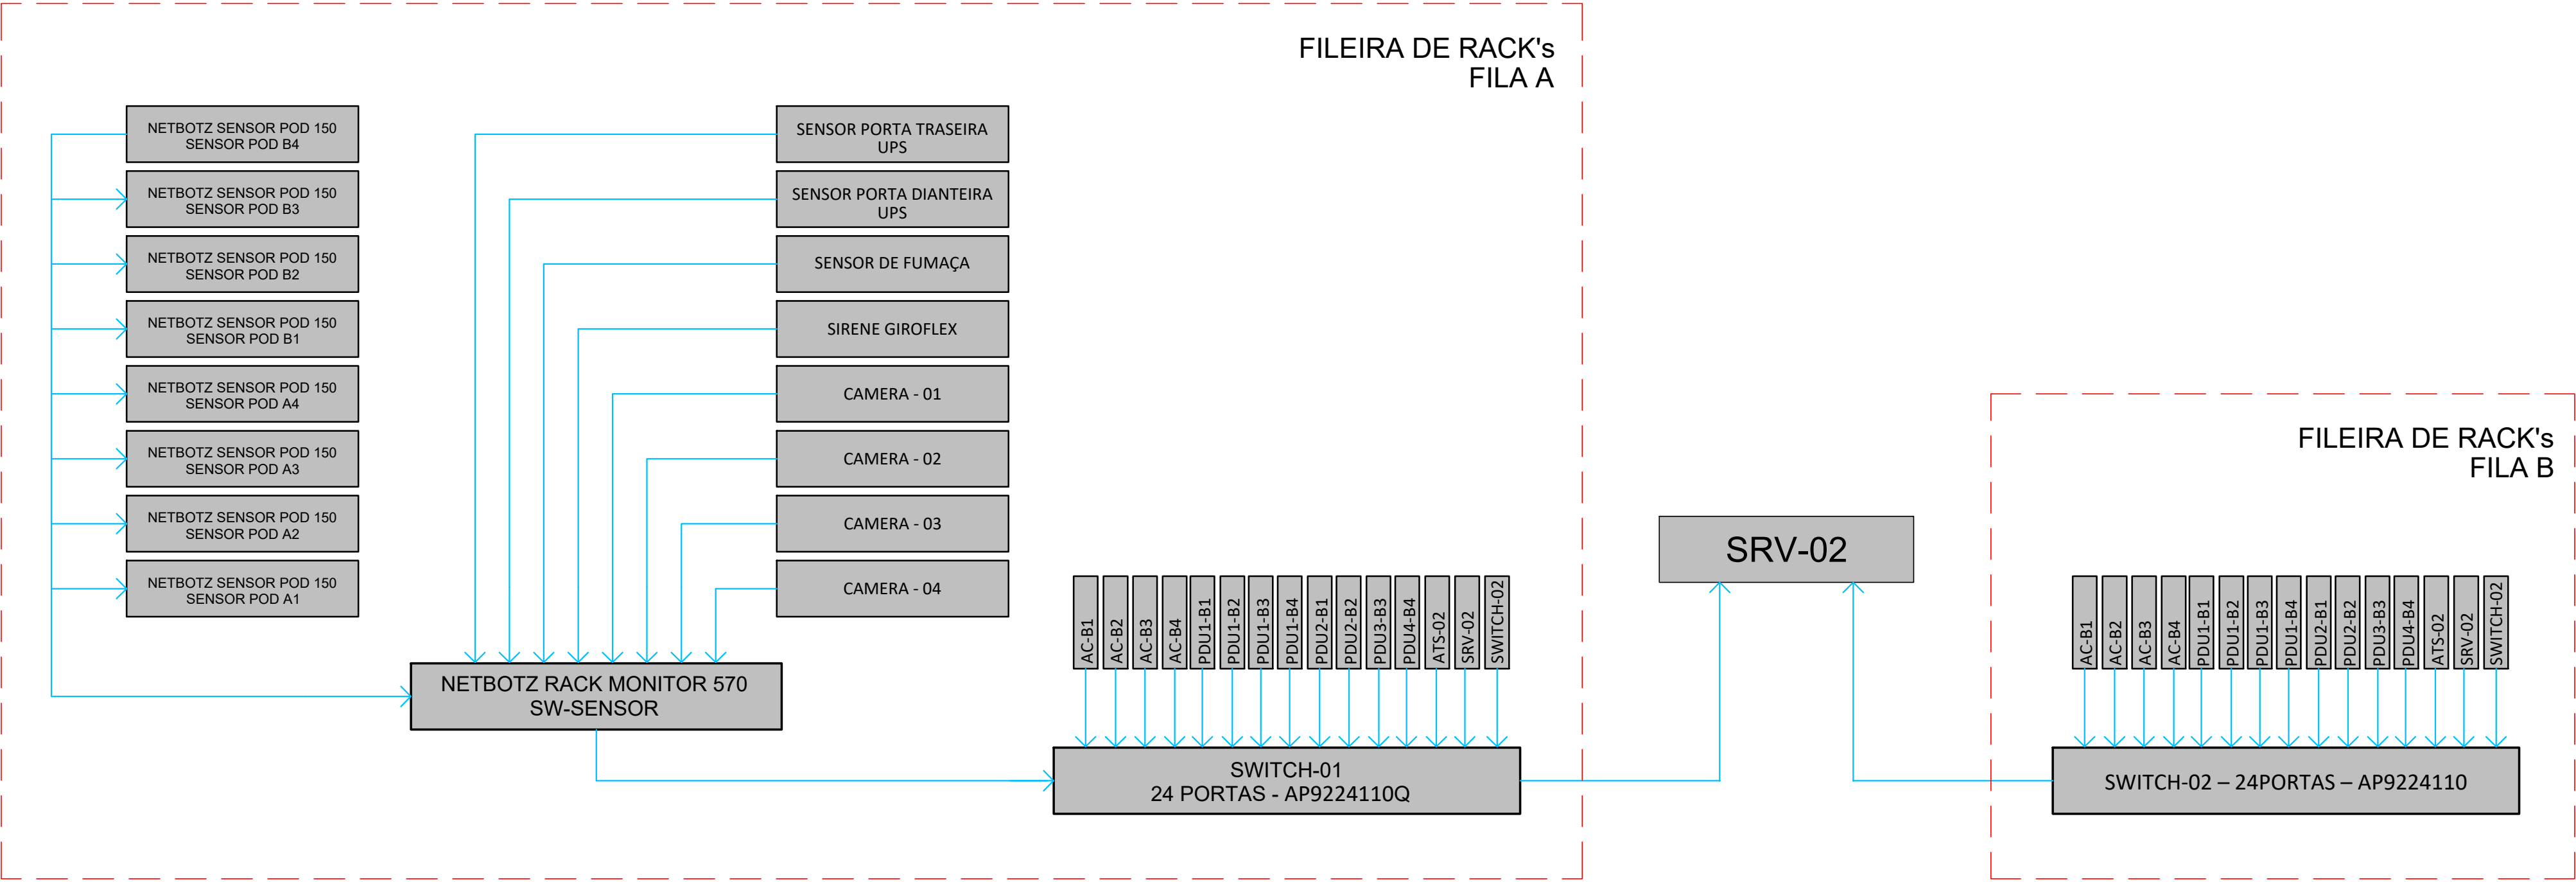 FILEIRA DE RACK's
FILA A
NETBOTZ SENSOR POD 150
SENSOR POD B4
NETBOTZ SENSOR POD 150
SENSOR POD B3
NETBOTZ SENSOR POD 150
SENSOR POD B2
NETBOTZ SENSOR POD 150
SENSOR POD B1
NETBOTZ SENSOR POD 150
SENSOR POD A4
NETBOTZ SENSOR POD 150
SENSOR POD A3
NETBOTZ SENSOR POD 150
SENSOR POD A2
NETBOTZ SENSOR POD 150
SENSOR POD A1
SENSOR PORTA TRASEIRA
UPS
SENSOR PORTA DIANTEIRA
UPS
SENSOR DE FUMAÇA
SIRENE GIROFLEX
CAMERA - 01
CAMERA - 02
CAMERA - 03
CAMERA - 04
NETBOTZ RACK MONITOR 570
SW-SENSOR
AC-B1
AC-B2
AC-B3
AC-B4
PDU1-B1
PDU1-B2
PDU1-B3
PDU1-B4
PDU2-B1
PDU2-B2
PDU3-B3
PDU4-B4
ATS-02
SRV-02
SWITCH-02
SWITCH-01
24 PORTAS - AP9224110Q
SRV-02
FILEIRA DE RACK's
FILA B
AC-B1
AC-B2
AC-B3
AC-B4
PDU1-B1
PDU1-B2
PDU1-B3
PDU1-B4
PDU2-B1
PDU2-B2
PDU3-B3
PDU4-B4
ATS-02
SRV-02
SWITCH-02
SWITCH-02 – 24PORTAS – AP9224110